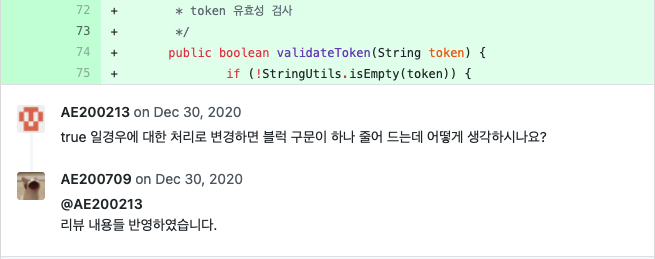 72 + * token 유효성 검사
73 + */
74 + public boolean validateToken(String token) {
75 + if (!StringUtils.isEmpty(token)) {
AE200213 on Dec 30, 2020
true 일경우에 대한 처리로 변경하면 블럭 구문이 하나 줄어 드는데 어떻게 생각하시나요?
AE200709 on Dec 30, 2020
@AE200213
리뷰 내용들 반영하였습니다.